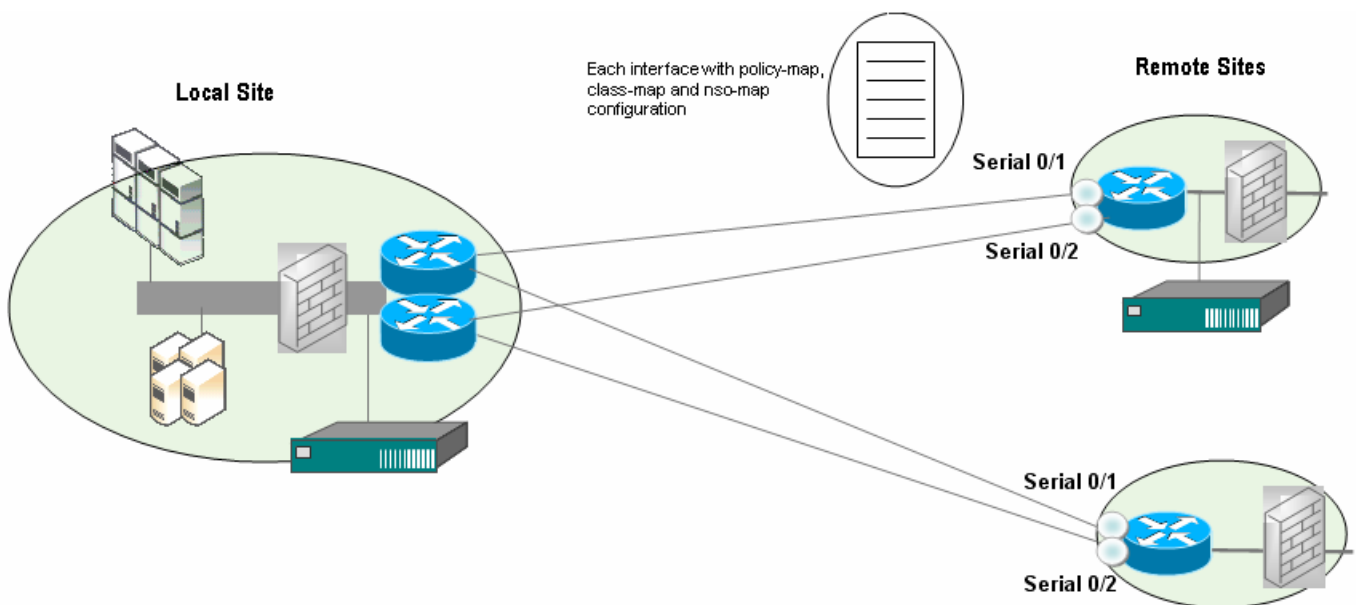 Each interface with policy-map,
class-map and nso-map
configuration
Remote Sites
Local Site
Serial 0/1
Serial 0/2
Serial 0/1
Serial 0/2